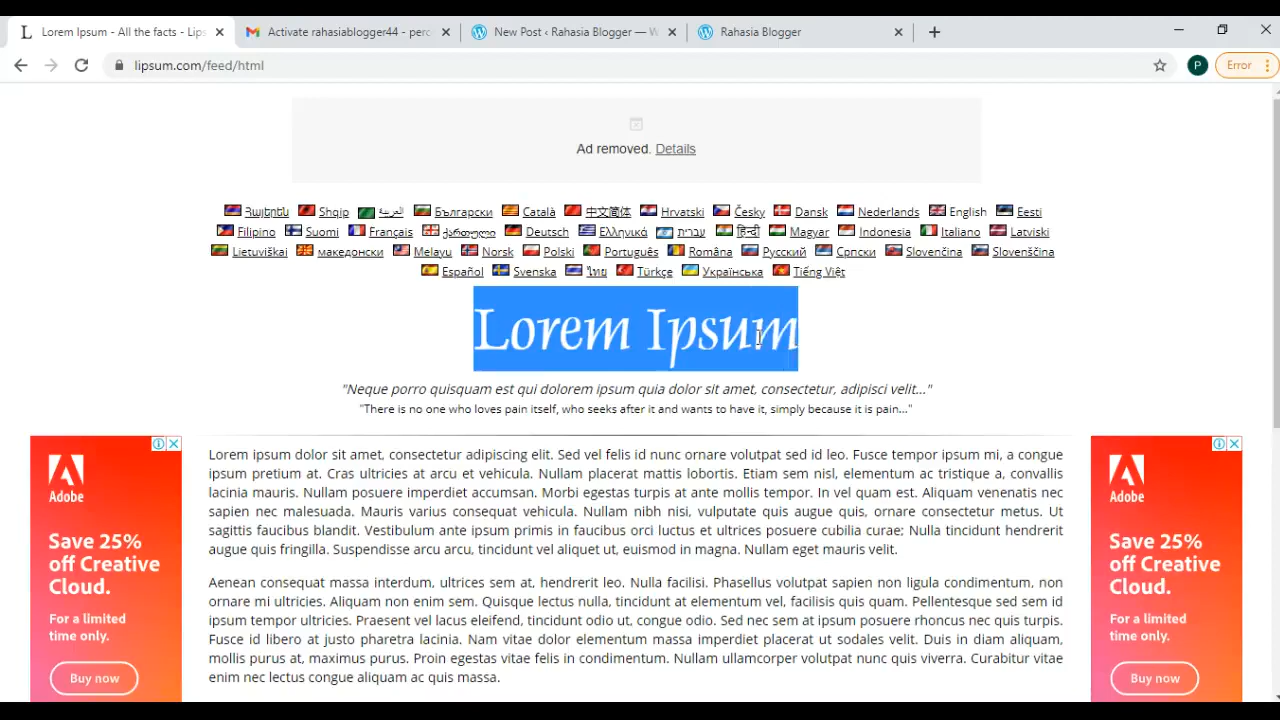 Lorem Ipsum - All the facts - Lips
Activate rahasiablogger44 - perc
New Post ‹ Rahasia Blogger — W
Rahasia Blogger
lipsum.com/feed/html
P
Error
Ad removed. Details
Հայերեն Shqip العربية Български Català 中文简体 Hrvatski Česky Dansk Nederlands English Eesti
Filipino Suomi Français ქართული Deutsch Ελληνικά עברית हिन्दी Magyar Indonesia Italiano Latviski
Lietuviškai македонски Melayu Norsk Polski Português Româna Русский Српски Slovenčina Slovenščina
Español Svenska ไทย Türkçe Українська Tiếng Việt
Lorem Ipsum
"Neque porro quisquam est qui dolorem ipsum quia dolor sit amet, consectetur, adipisci velit..."
"There is no one who loves pain itself, who seeks after it and wants to have it, simply because it is pain..."
Lorem ipsum dolor sit amet, consectetur adipiscing elit. Sed vel felis id nunc ornare volutpat sed id leo. Fusce tempor ipsum mi, a congue
ipsum pretium at. Cras ultricies at arcu et vehicula. Nullam placerat mattis lobortis. Etiam sem nisl, elementum ac tristique a, convallis
lacinia mauris. Nullam posuere imperdiet accumsan. Morbi egestas turpis at ante mollis tempor. In vel quam est. Aliquam venenatis nec
sapien nec malesuada. Mauris varius consequat vehicula. Nullam nibh nisi, vulputate quis augue quis, ornare consectetur metus. Ut
sagittis faucibus blandit. Vestibulum ante ipsum primis in faucibus orci luctus et ultrices posuere cubilia curae; Nulla tincidunt hendrerit
augue quis fringilla. Suspendisse arcu arcu, tincidunt vel aliquet ut, euismod in magna. Nullam eget mauris velit.
Aenean consequat massa interdum, ultrices sem at, hendrerit leo. Nulla facilisi. Phasellus volutpat sapien non ligula condimentum, non
ornare mi ultricies. Aliquam non enim sem. Quisque lectus nulla, tincidunt at elementum vel, facilisis quis quam. Pellentesque sed sem id
ipsum tempor ultricies. Praesent vel lacus eleifend, tincidunt odio ut, congue odio. Sed nec sem at ipsum posuere rhoncus nec quis turpis.
Fusce id libero at justo pharetra lacinia. Nam vitae dolor elementum massa imperdiet placerat ut sodales velit. Duis in diam aliquam,
mollis purus at, maximus purus. Proin egestas vitae felis in condimentum. Nullam ullamcorper volutpat nunc quis viverra. Curabitur vitae
enim nec lectus congue aliquam ac quis massa.
Adobe
Save 25%
off Creative
Cloud.
For a limited
time only.
Buy now
Adobe
Save 25%
off Creative
Cloud.
For a limited
time only.
Buy now